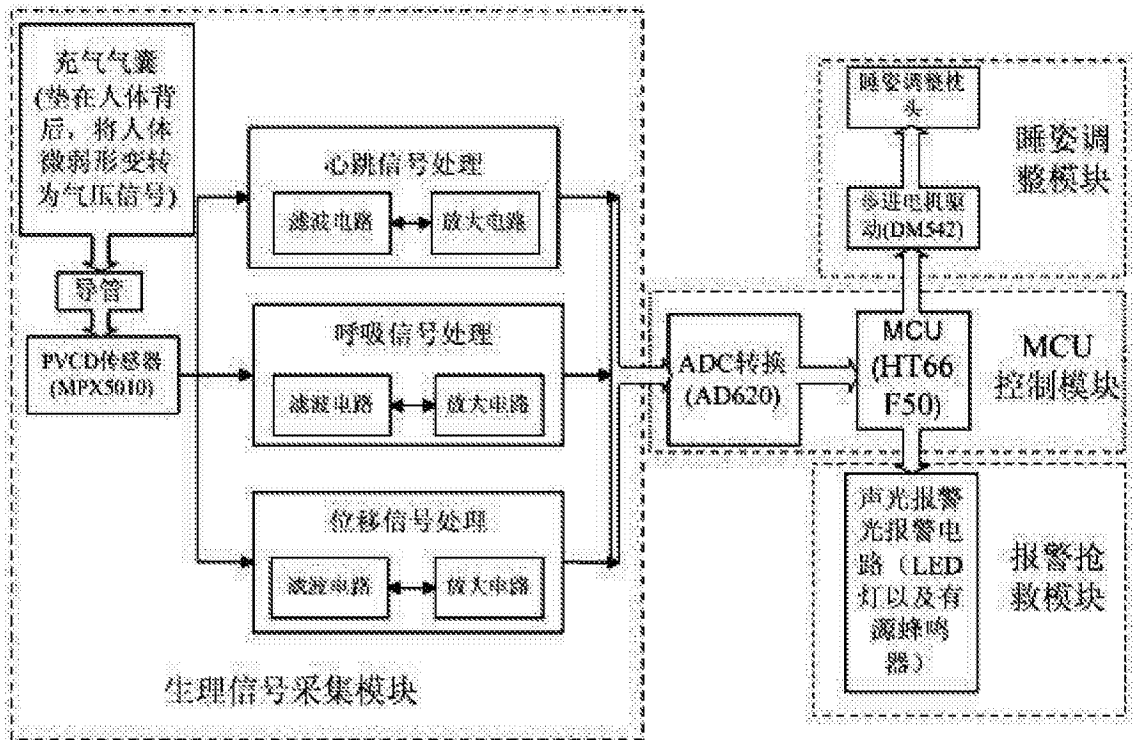 充气气囊
(垫在人体背
后，将人体
微弱形变转
为气压信号)
导管
PVCD传感器
(MPX5010)
心跳信号处理
滤波电路
放大电路
呼吸信号处理
滤波电路
放大电路
位移信号处理
滤波电路
放大电路
生理信号采集模块
ADC转换
(AD620)
MCU
(HT66
F50)
MCU
控制模块
睡姿调整枕
头
步进电机驱
动(DM542)
睡姿调
整模块
声光报警
光报警电
路（LED
灯以及有
源蜂鸣
器）
报警抢
救模块